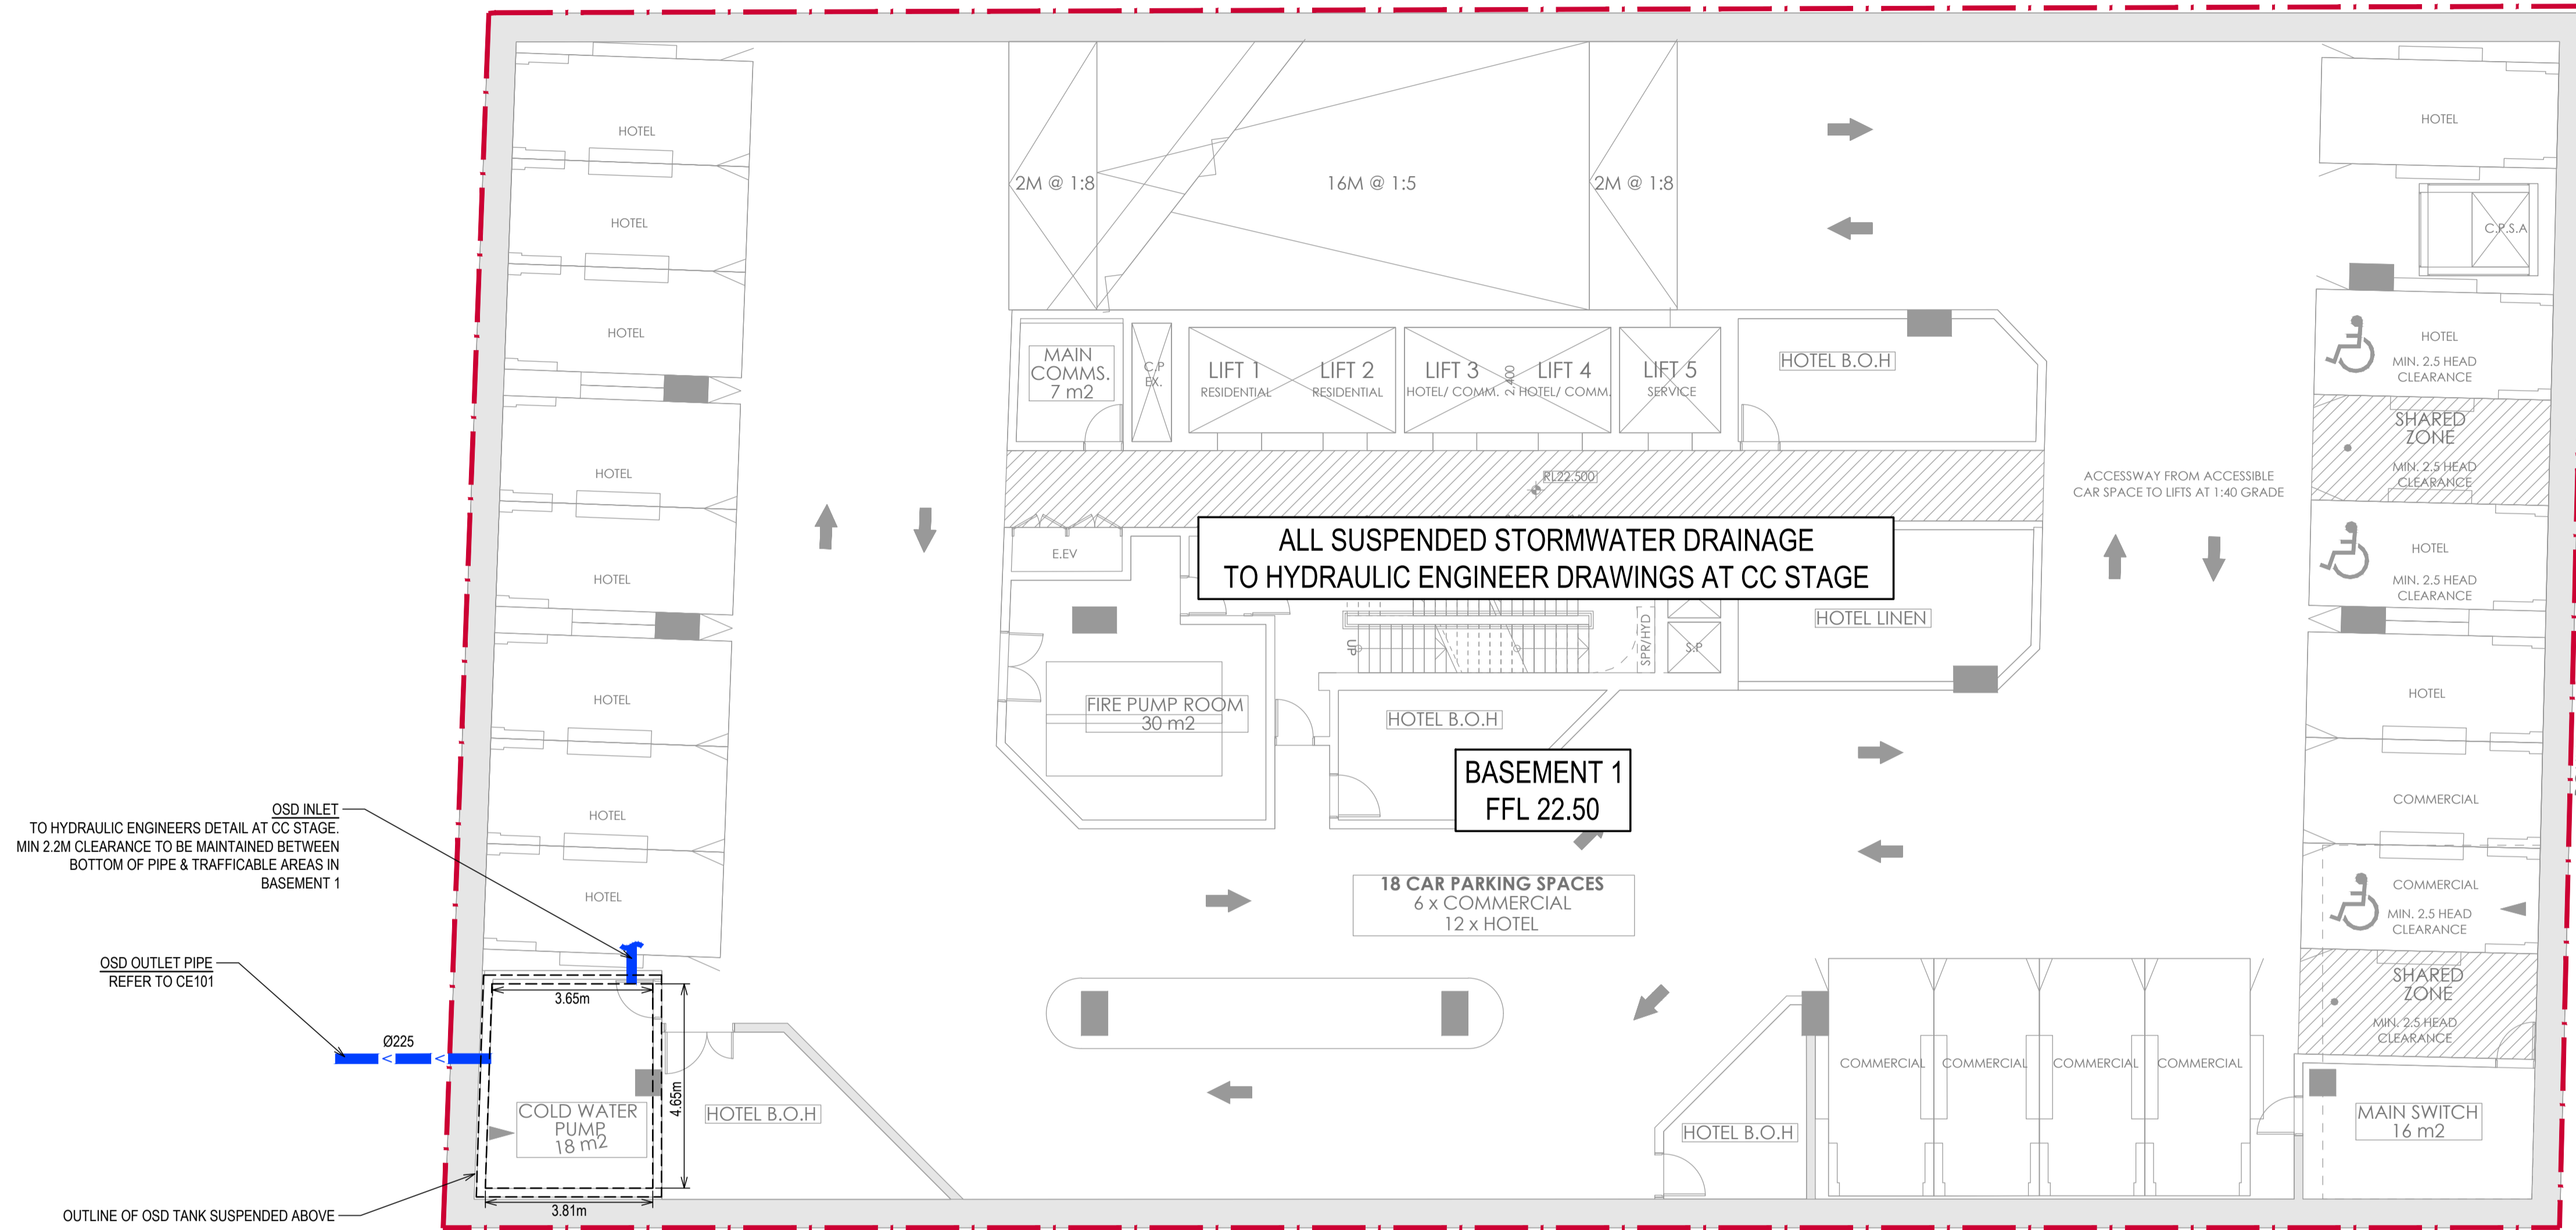 HOTEL
HOTEL
HOTEL
HOTEL
HOTEL
HOTEL
HOTEL
HOTEL
2M @ 1:8
16M @ 1:5
2M @ 1:8
MAIN
COMMS.
7 m2
C.P
EX.
LIFT 1
RESIDENTIAL
LIFT 2
RESIDENTIAL
LIFT 3
HOTEL/ COMM.
2,400
LIFT 4
HOTEL/ COMM.
LIFT 5
SERVICE
HOTEL B.O.H
RL22.500
E.EV
ALL SUSPENDED STORMWATER DRAINAGE
TO HYDRAULIC ENGINEER DRAWINGS AT CC STAGE
UP
SPR/HYD
S.P
HOTEL LINEN
FIRE PUMP ROOM
30 m2
HOTEL B.O.H
BASEMENT 1
FFL 22.50
18 CAR PARKING SPACES
6 x COMMERCIAL
12 x HOTEL
ACCESSWAY FROM ACCESSIBLE
CAR SPACE TO LIFTS AT 1:40 GRADE
HOTEL
C.P.S.A
HOTEL
MIN. 2.5 HEAD
CLEARANCE
SHARED
ZONE
MIN. 2.5 HEAD
CLEARANCE
HOTEL
MIN. 2.5 HEAD
CLEARANCE
HOTEL
COMMERCIAL
COMMERCIAL
MIN. 2.5 HEAD
CLEARANCE
SHARED
ZONE
MIN. 2.5 HEAD
CLEARANCE
MAIN SWITCH
16 m2
COMMERCIAL
COMMERCIAL
COMMERCIAL
COMMERCIAL
HOTEL B.O.H
OSD INLET
TO HYDRAULIC ENGINEERS DETAIL AT CC STAGE.
MIN 2.2M CLEARANCE TO BE MAINTAINED BETWEEN
BOTTOM OF PIPE & TRAFFICABLE AREAS IN
BASEMENT 1
OSD OUTLET PIPE
REFER TO CE101
Ø225
3.65m
4.65m
COLD WATER
PUMP
18 m2
3.81m
HOTEL B.O.H
OUTLINE OF OSD TANK SUSPENDED ABOVE